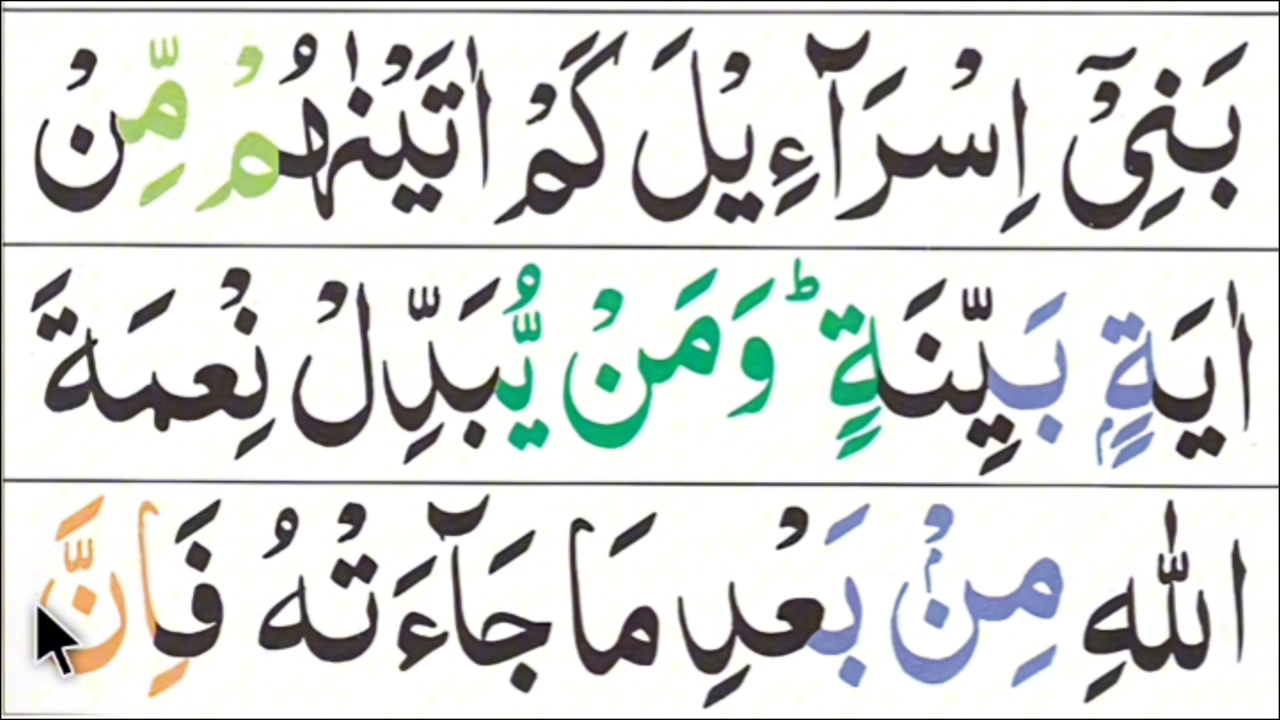 بَنِیْۤ اِسْرَآءِیْلَ كَمْ اٰتَیْنٰهُمْ مِّنْ
اٰیَةٍۭ بَیِّنَةٍ ؕ وَمَنْ یُّبَدِّلْ نِعْمَةَ
اللّٰهِ مِنْۢ بَعْدِ مَا جَآءَتْهُ فَاِنَّ